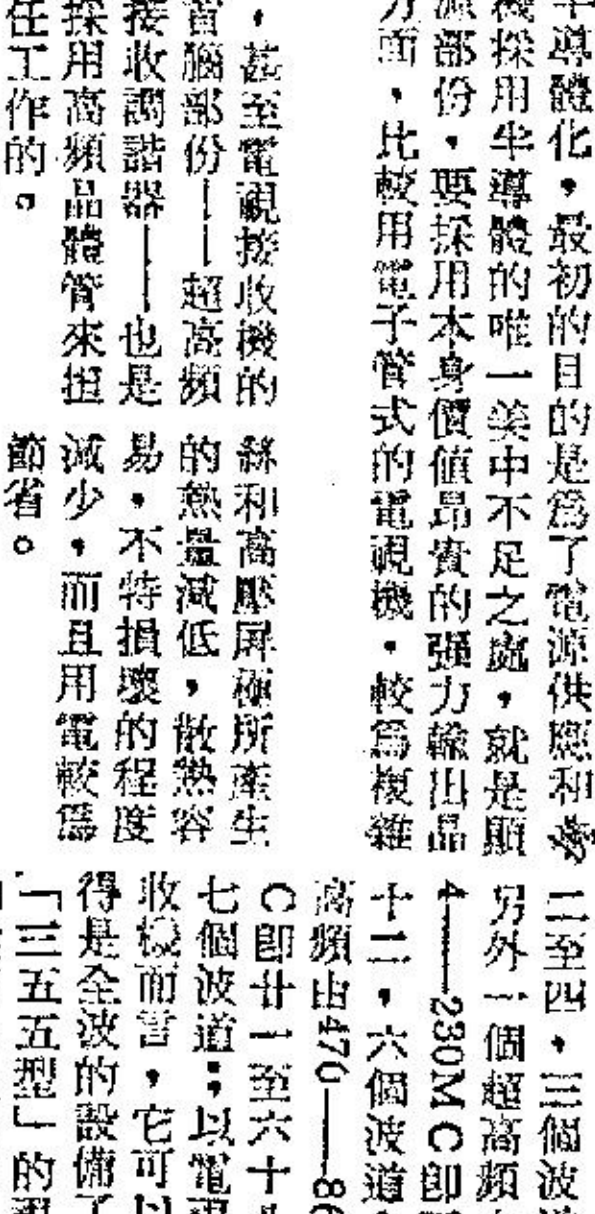 半導體化，最初的目的是爲了電源供應和
機採用半導體的唯一美中不足之處，就是顯
源部份，要採用本身價值昂貴的强力輸出晶
方面，比較用電子管式的電視機，較爲複雜
，甚至電視接收機的
首腦部份——超高頻
接收調諧器——也是
採用高頻晶體管來担
任工作的。
絲和高壓屏極所產生
的熱量減低，散熱容
易，不特損壞的程度
減少，而且用電較爲
節省。
二至四，三個波
另外一個超高頻
4——230MC卽
十二，六個波道
高頻由470——86
C卽廿一至六十
七個波道；以電視
收機而言，它可以
得是全波的設備了
「三五五型」的